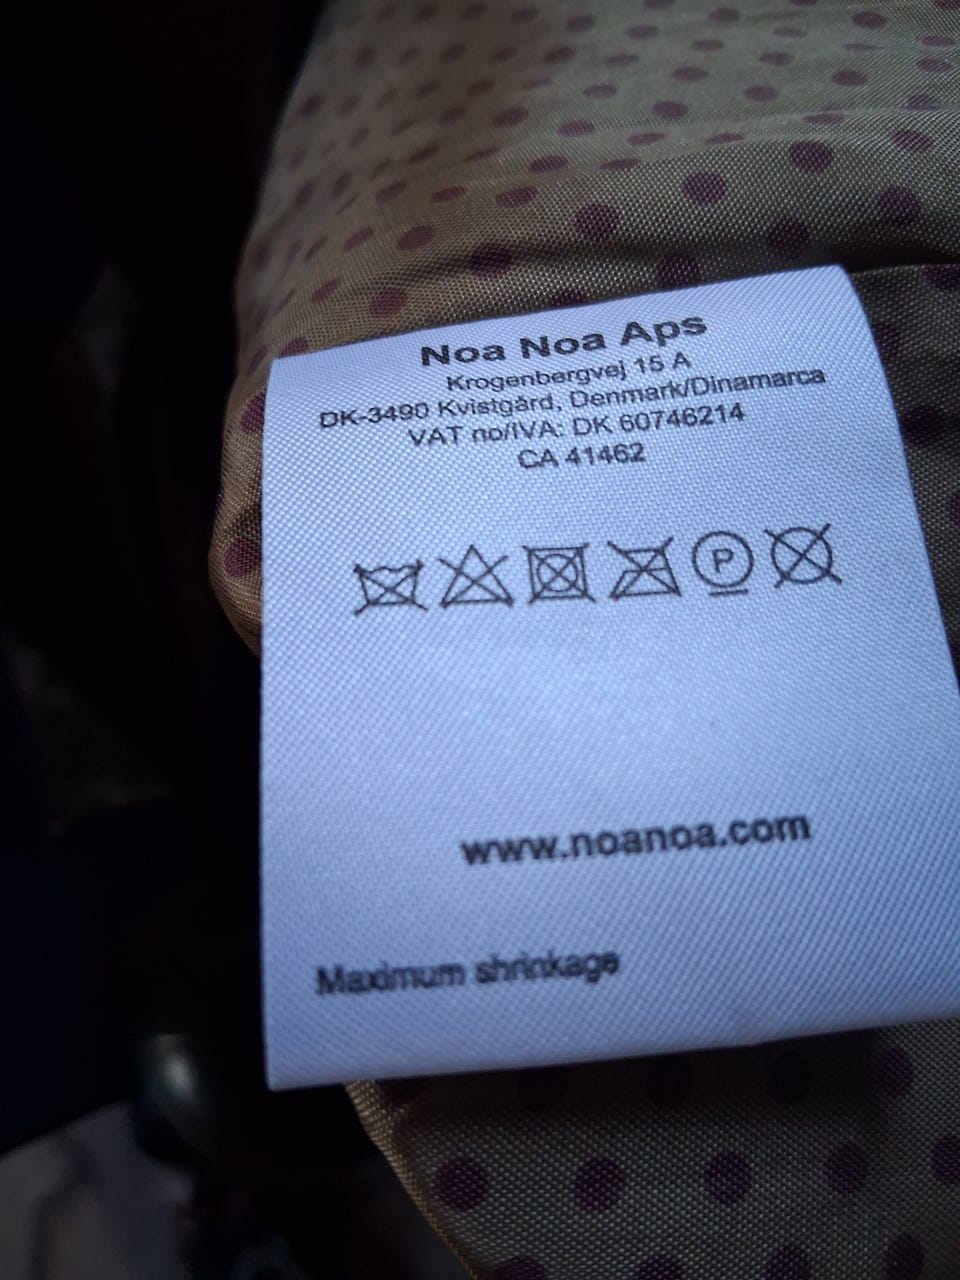 Noa Noa Aps
Krogenbergvej 15 A
DK-3490 Kvistgård, Denmark/Dinamarca
VAT no/IVA: DK 60746214
CA 41462
P
www.noanoa.com
Maximum shrinkage